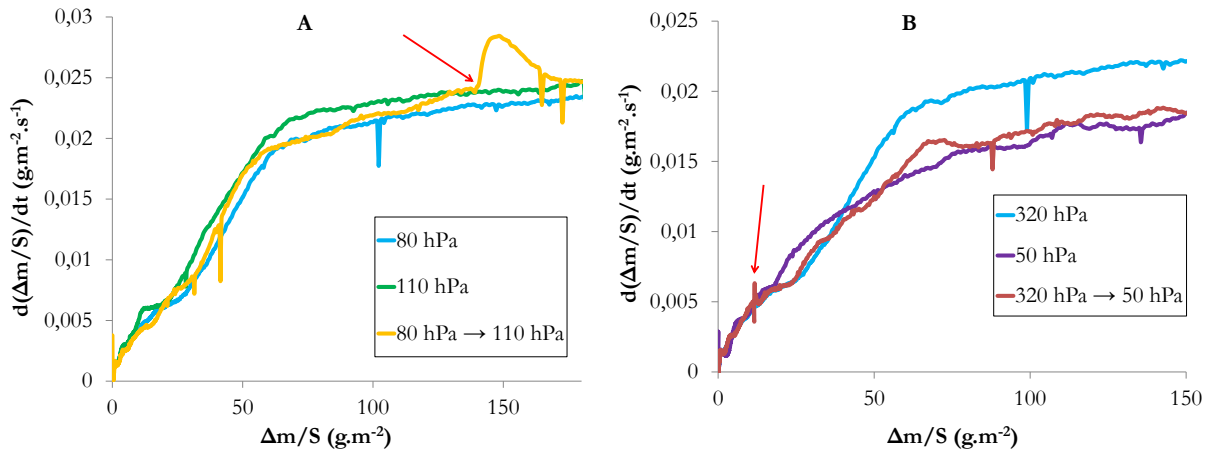 A
d(Δm/S)/dt (g.m⁻².s⁻¹)
0,03
0,025
0,02
0,015
0,01
0,005
0
80 hPa
110 hPa
80 hPa → 110 hPa
0
50
100
150
Δm/S (g.m⁻²)
B
d(Δm/S)/dt (g.m⁻².s⁻¹)
0,025
0,02
0,015
0,01
0,005
0
320 hPa
50 hPa
320 hPa → 50 hPa
0
50
100
150
Δm/S (g.m⁻²)